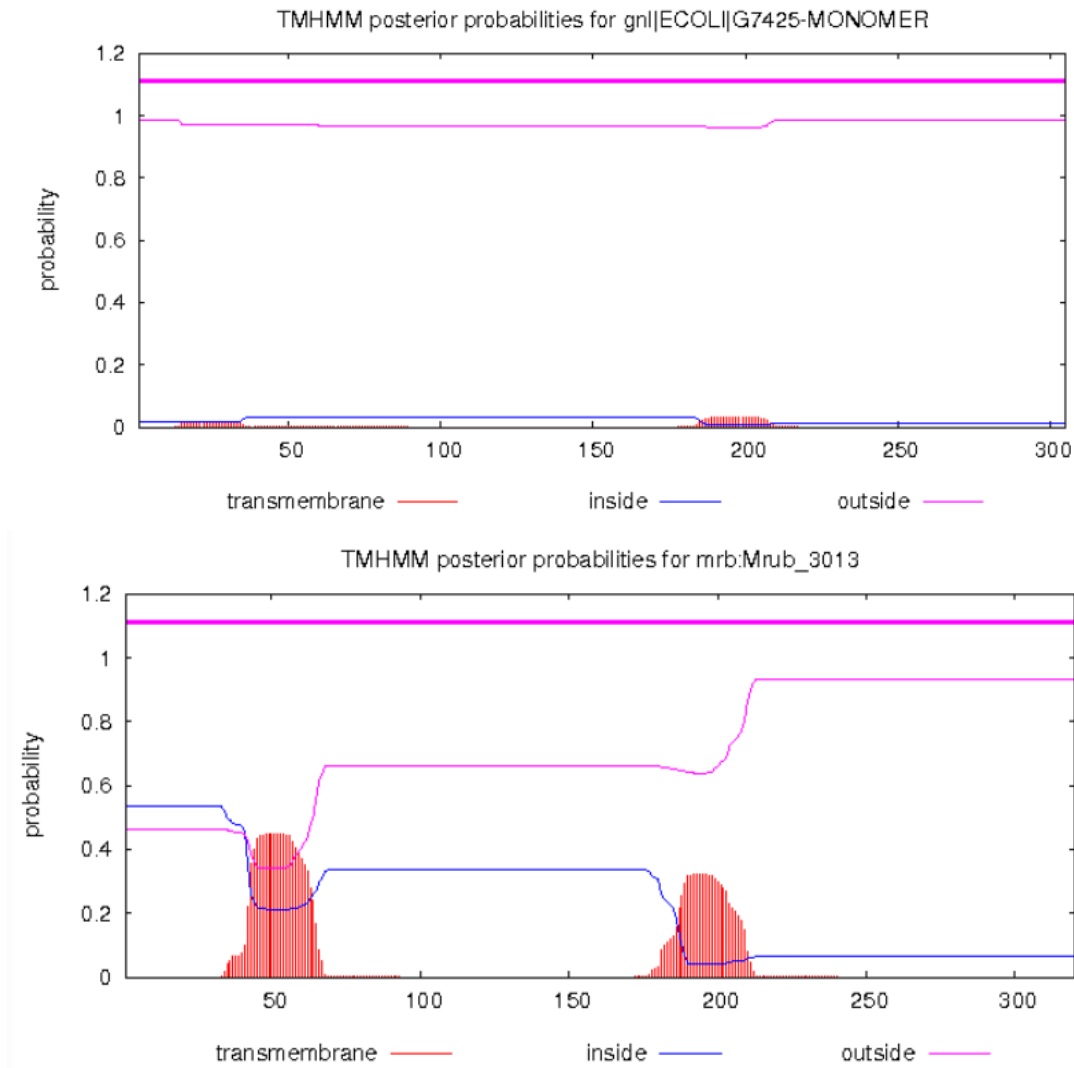 TMHMM posterior probabilities for gnl|ECOLI|G7425-MONOMER
1.2
1
0.8
0.6
0.4
0.2
0
probability
50 100 150 200 250 300
transmembrane inside outside
TMHMM posterior probabilities for mrb:Mrub_3013
1.2
1
0.8
0.6
0.4
0.2
0
probability
50 100 150 200 250 300
transmembrane inside outside